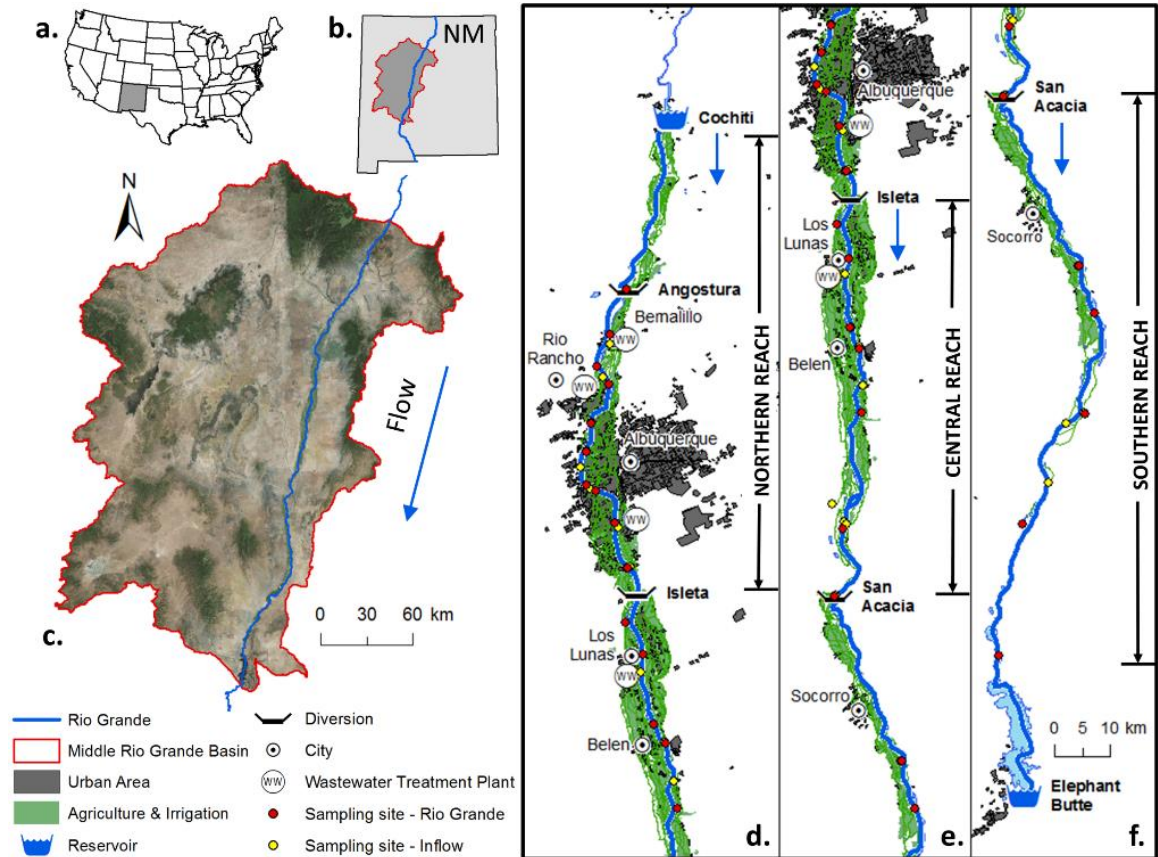 a.
b.
NM
N
Flow
0 30 60 km
c.
Rio Grande
Middle Rio Grande Basin
Urban Area
Agriculture & Irrigation
Reservoir
Diversion
City
WW
Wastewater Treatment Plant
Sampling site - Rio Grande
Sampling site - Inflow
Cochiti
Angostura
Bernalillo
WW
Rio
Rancho
WW
Albuquerque
WW
Isleta
Los
Lunas
WW
Belen
NORTHERN REACH
d.
Albuquerque
WW
Isleta
Los
Lunas
WW
Belen
San
Acacia
Socorro
CENTRAL REACH
e.
San
Acacia
Socorro
SOUTHERN REACH
0 5 10 km
Elephant
Butte
f.